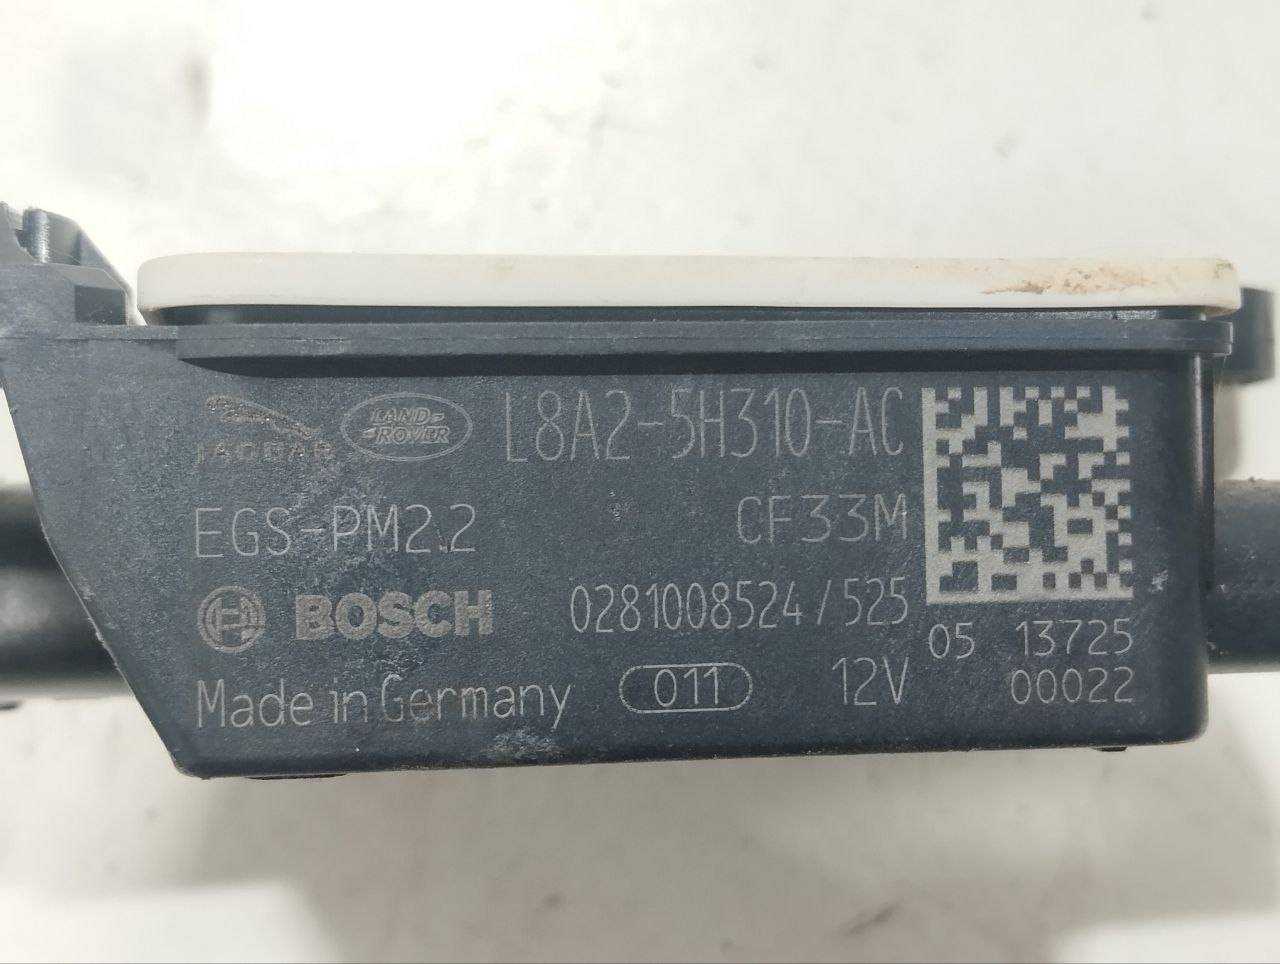 JAGUAR LAND-ROVER L8A2-5H310-AC
EGS-PM2.2 CF33M
BOSCH 0281008524/525
05 13725
Made in Germany 011 12V 00022